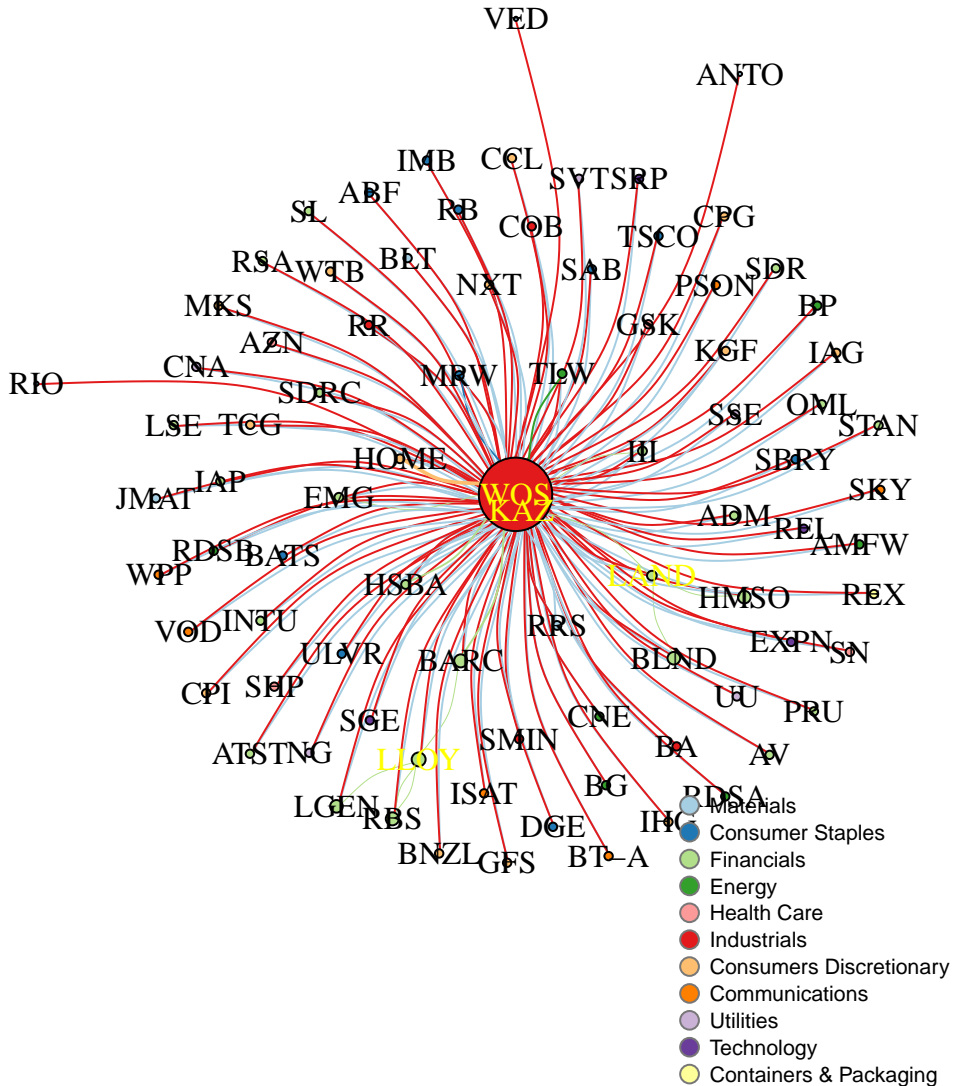 VED
ANTO
IMB
CCL
SVT
SRP
ABF
RB
SL
COB
CPG
TSCO
RSA
WTB
BLT
NXT
SAB
PSON
SDR
MKS
RR
GSK
BP
AZN
KGF
IAG
CNA
MRW
TLW
RIO
SDRC
SSE
OML
LSE
TCG
STAN
HOME
III
SBRY
IAP
JMAT
EMG
WOS
KAZ
SKY
ADM
REL
RDSB
BATS
AMFW
WPP
HSBA
LAND
HMSO
REX
VOD
INTU
RRS
EXPN
SN
ULVR
BARC
BLND
CPI
SHP
UU
PRU
SGE
CNE
ATST
NG
SMIN
BA
AV
LLOY
LGEN
RBS
ISAT
BG
RDSA
DGE
IHG
BNZL
GFS
BT-A
Materials
Consumer Staples
Financials
Energy
Health Care
Industrials
Consumers Discretionary
Communications
Utilities
Technology
Containers & Packaging